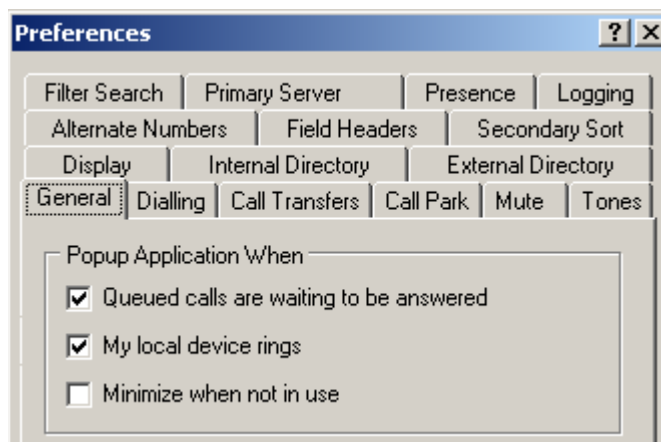 Preferences
Filter Search Primary Server Presence Logging
Alternate Numbers Field Headers Secondary Sort
Display Internal Directory External Directory
General Dialling Call Transfers Call Park Mute Tones
Popup Application When
Queued calls are waiting to be answered
My local device rings
Minimize when not in use